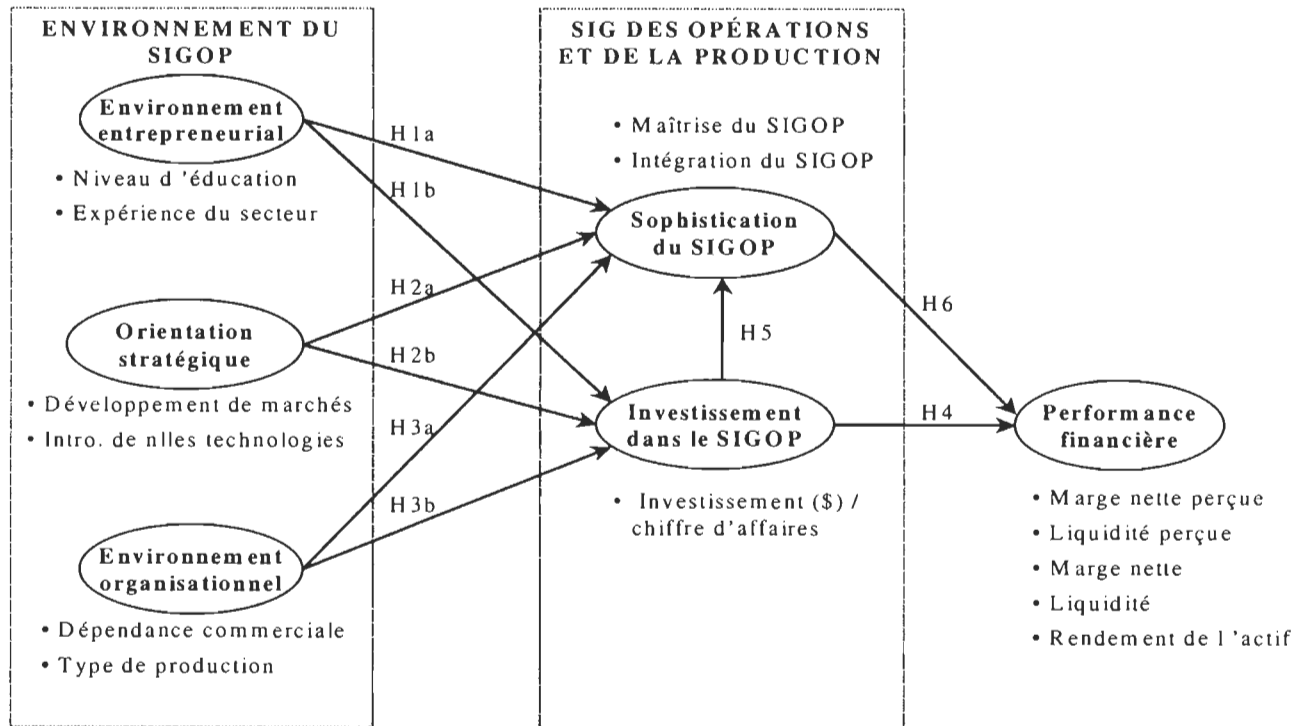 ENVIRONNEMENT DU
SIGOP
Environnement
entrepreneurial
• Niveau d 'éducation
• Expérience du secteur
Orientation
stratégique
• Développement de marchés
• Intro. de nlles technologies
Environnement
organisationnel
• Dépendance commerciale
• Type de production
H1a
H1b
H2a
H2b
H3a
H3b
SIG DES OPÉRATIONS
ET DE LA PRODUCTION
• Maîtrise du SIGOP
• Intégration du SIGOP
Sophistication
du SIGOP
H5
Investissement
dans le SIGOP
• Investissement ($) /
chiffre d'affaires
H6
H4
Performance
financière
• Marge nette perçue
• Liquidité perçue
• Marge nette
• Liquidité
• Rendement de l 'actif